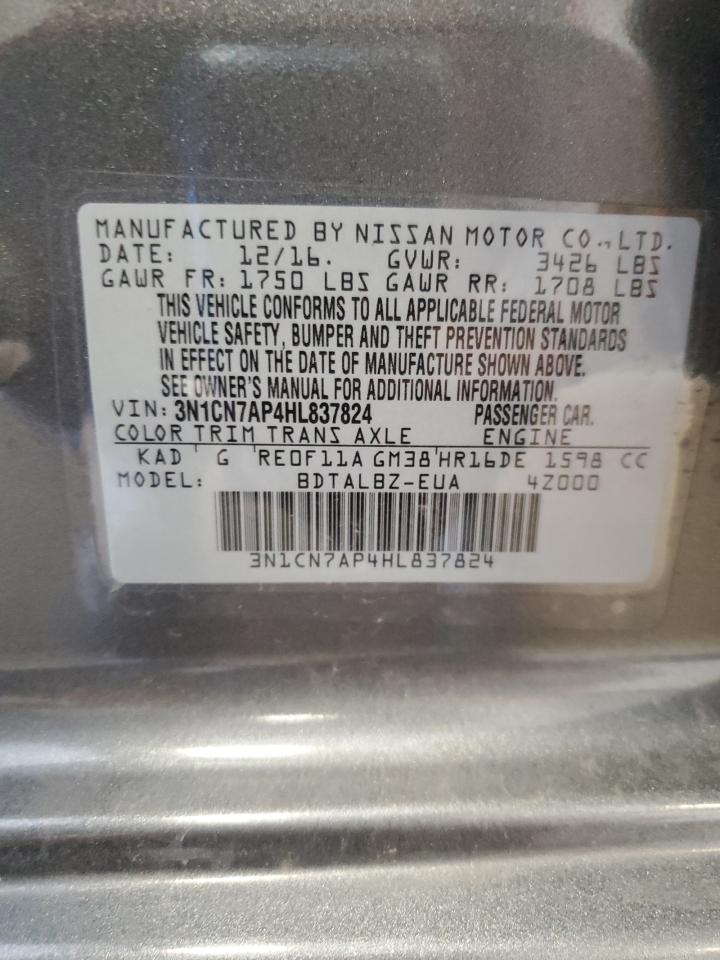 MANUFACTURED BY NISSAN MOTOR CO.,LTD.
DATE: 12/16. GVWR: 3426 LBS
GAWR FR: 1750 LBS GAWR RR: 1708 LBS
THIS VEHICLE CONFORMS TO ALL APPLICABLE FEDERAL MOTOR
VEHICLE SAFETY, BUMPER AND THEFT PREVENTION STANDARDS
IN EFFECT ON THE DATE OF MANUFACTURE SHOWN ABOVE.
SEE OWNER'S MANUAL FOR ADDITIONAL INFORMATION.
VIN: 3N1CN7AP4HL837824 PASSENGER CAR.
COLOR TRIM TRANS AXLE ENGINE
KAD G RE0F11A GM38 HR16DE 1598 CC
MODEL: BDTALBZ-EUA 4Z000
3N1CN7AP4HL837824